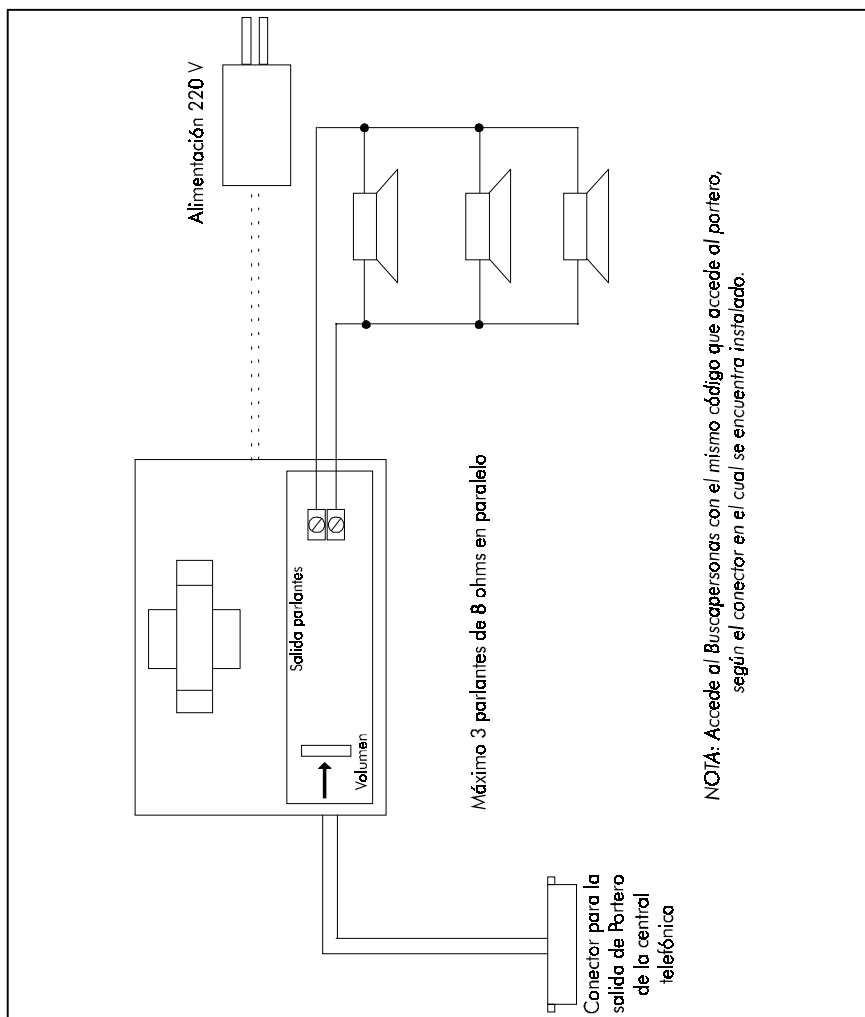 Alimentación 220 V
Salida parlantes
Volumen
Máximo 3 parlantes de 8 ohms en paralelo
Conector para la
salida de Portero
de la central
telefónica
NOTA: Accede al Buscapersonas con el mismo código que accede al portero,
según el conector en el cual se encuentra instalado.